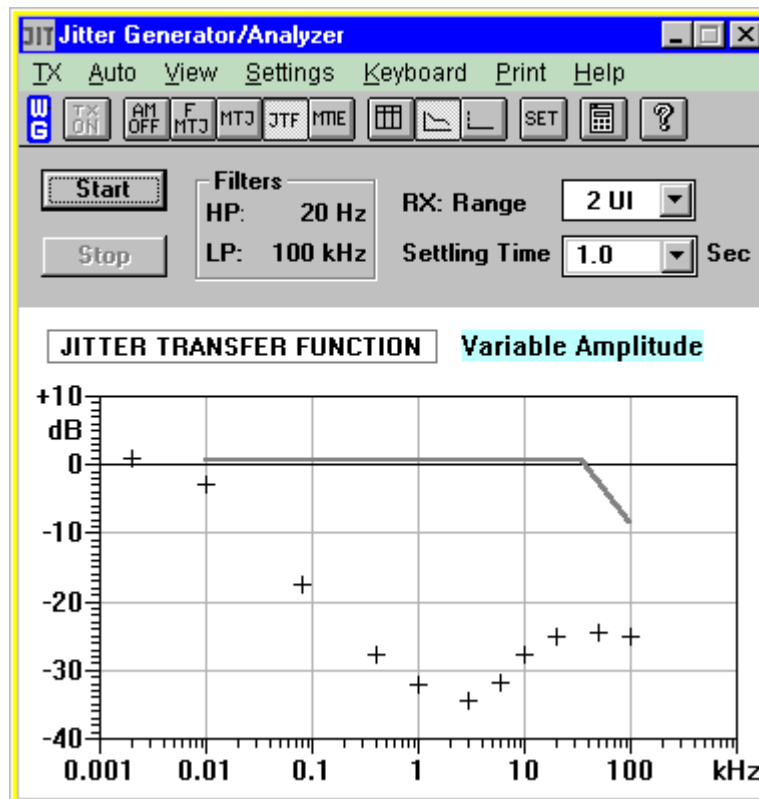 JIT Jitter Generator/Analyzer
TX Auto View Settings Keyboard Print Help
WG TX ON AM OFF F MTJ MTJ JTF MTIE SET ?
Start
Stop
Filters
HP: 20 Hz
LP: 100 kHz
RX: Range 2 UI
Settling Time 1.0 Sec
JITTER TRANSFER FUNCTION Variable Amplitude
+10
dB
0
-10
-20
-30
-40
0.001 0.01 0.1 1 10 100 kHz